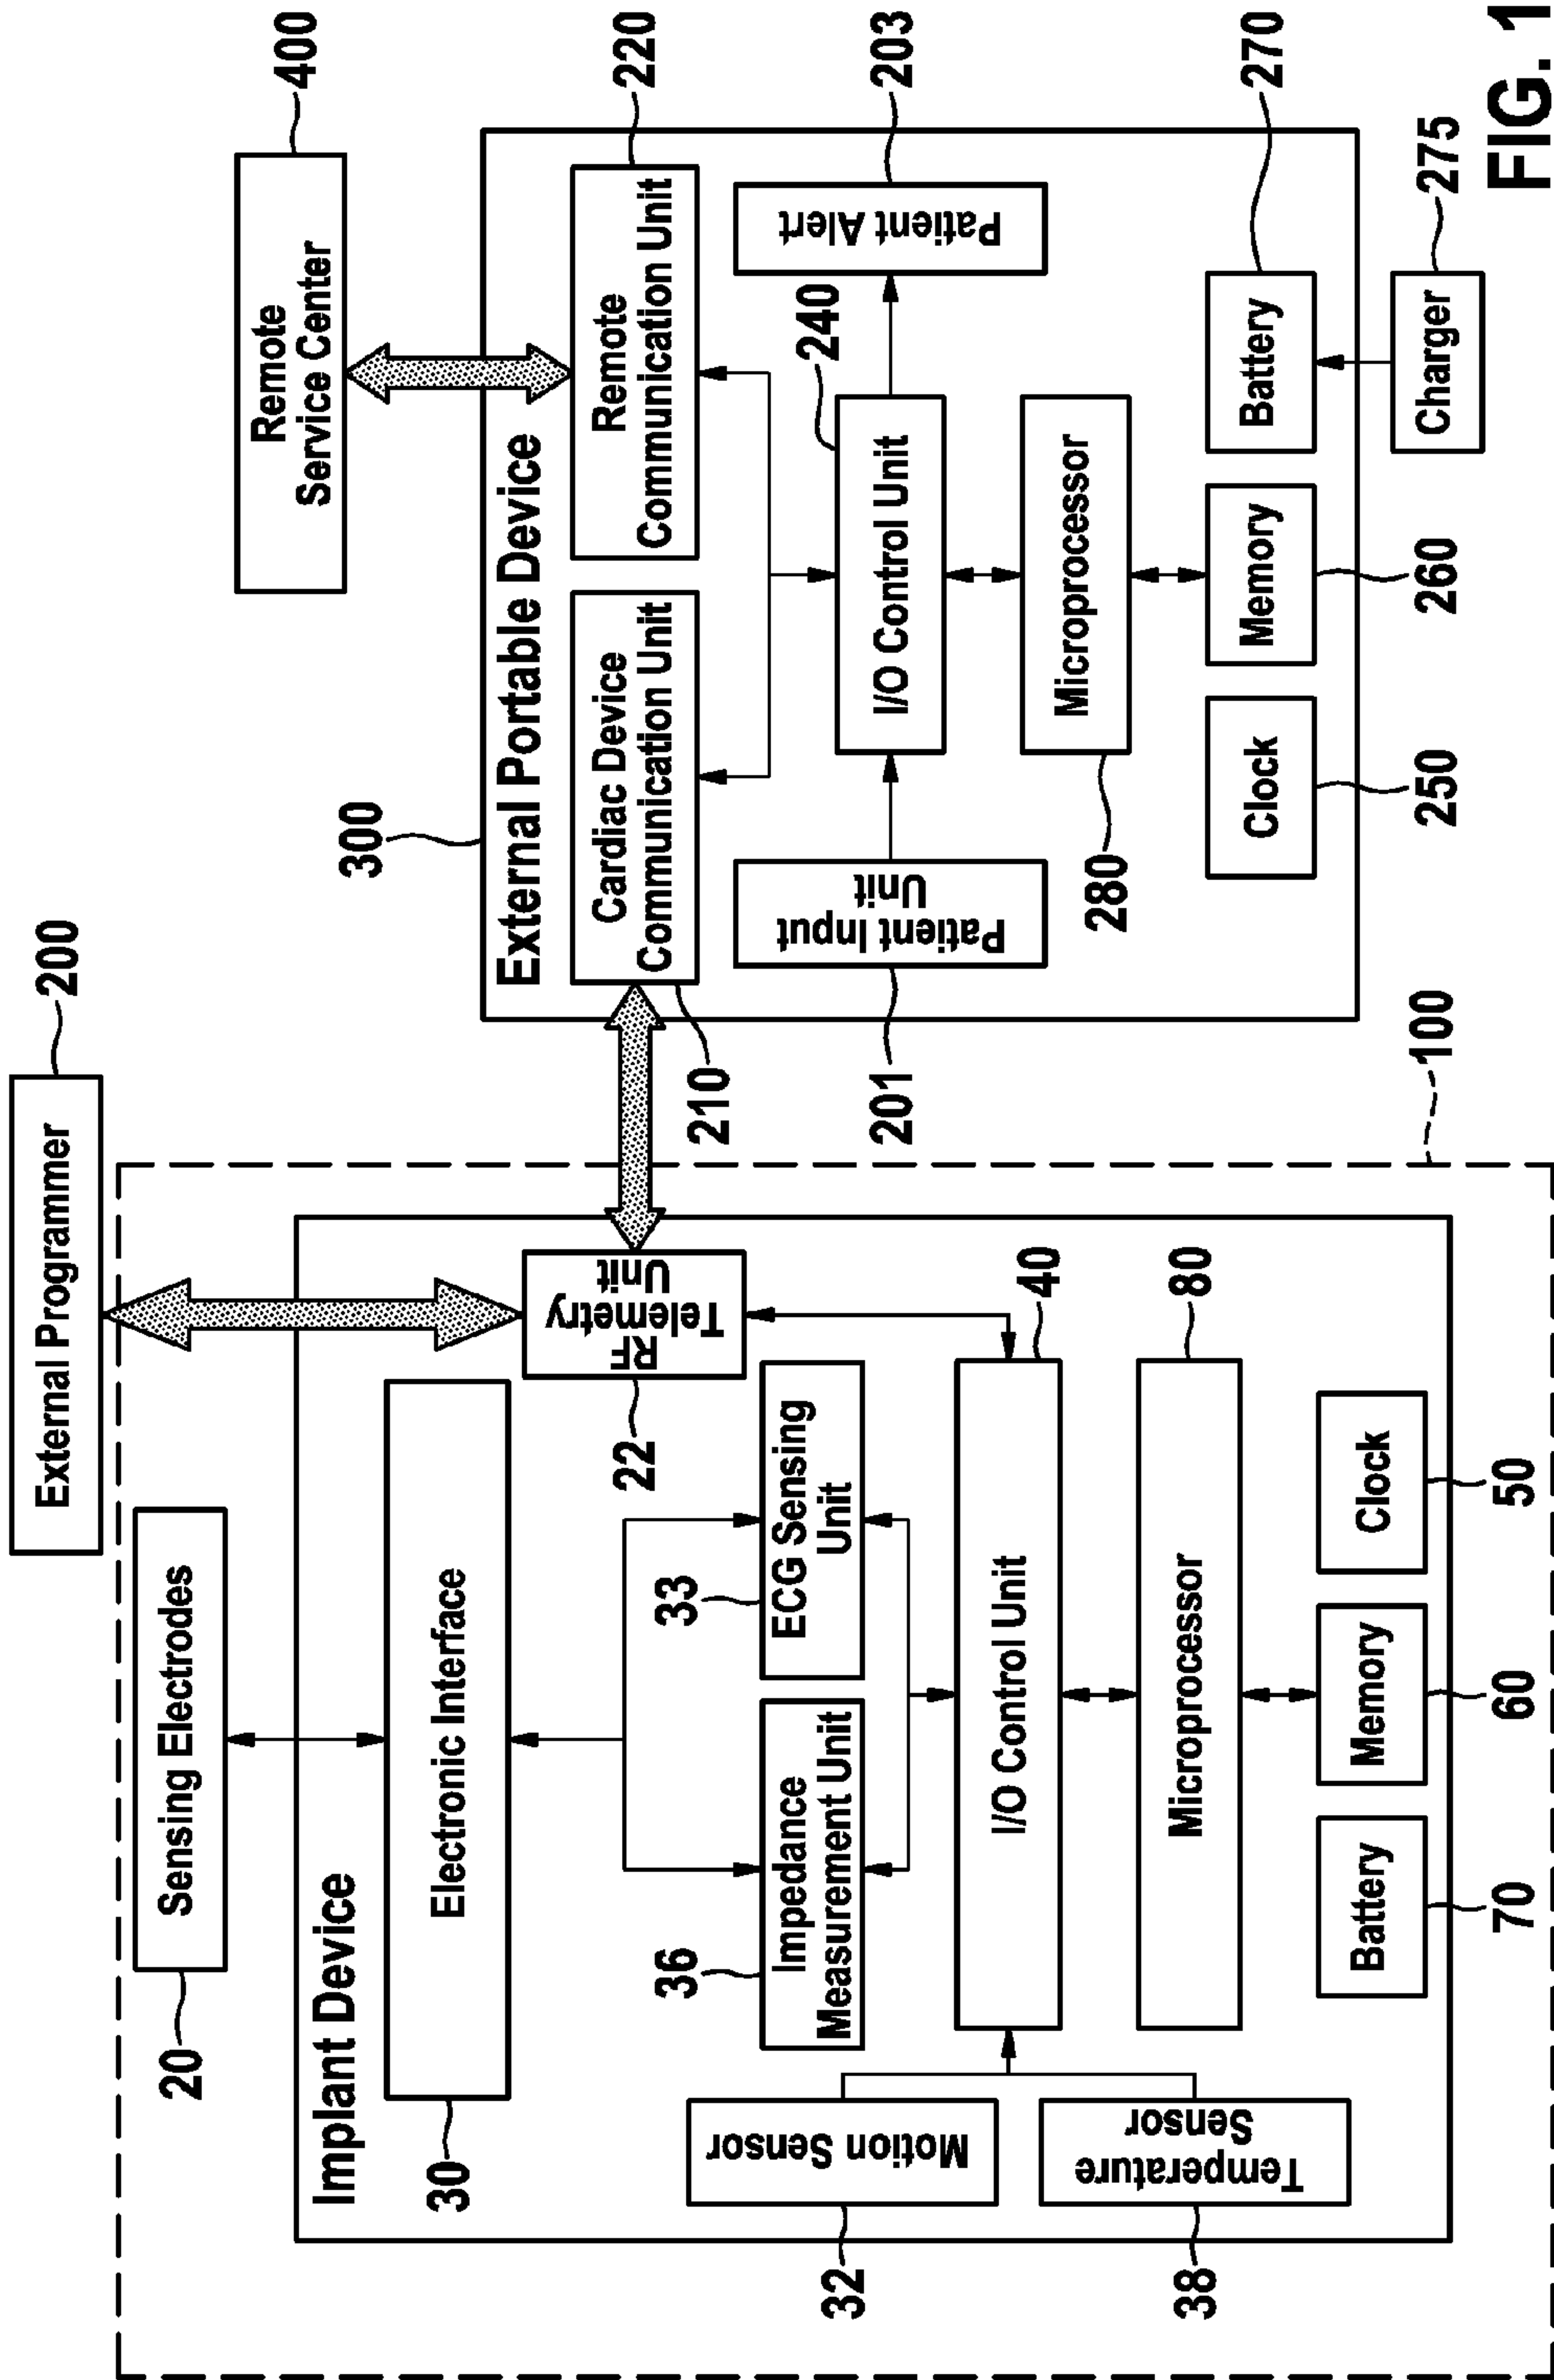 External Programmer
200
Sensing Electrodes
20
100
Implant Device
Electronic Interface
30
RF
Telemetry
Unit
22
Impedance
Measurement Unit
36
ECG Sensing
Unit
33
Motion Sensor
32
Temperature
Sensor
38
I/O Control Unit
40
Microprocessor
80
Battery
70
Memory
60
Clock
50
Remote
Service Center
400
External Portable Device
300
Cardiac Device
Communication Unit
210
Remote
Communication Unit
220
Patient Input
Unit
201
I/O Control Unit
240
Patient Alert
203
Microprocessor
280
Clock
250
Memory
260
Battery
270
Charger
275
FIG. 1